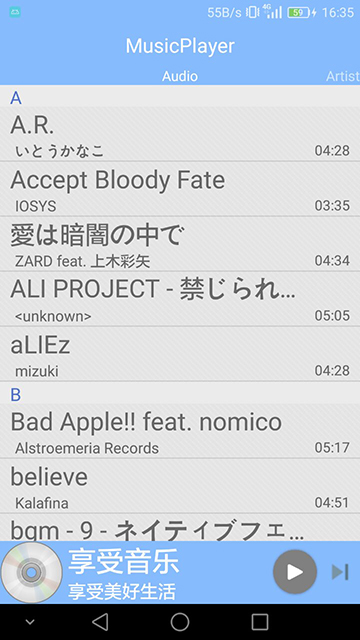 55B/s 4G 59 16:35
MusicPlayer
Audio Artist
A
A.R.
いとうかなこ 04:28
Accept Bloody Fate
IOSYS 03:35
愛は暗闇の中で
ZARD feat. 上木彩矢 04:34
ALI PROJECT - 禁じられ...
<unknown> 05:05
aLIEz
mizuki 04:28
B
Bad Apple!! feat. nomico
Alstroemeria Records 05:17
believe
Kalafina 04:51
bgm - 9 - ネイティブフェ...
享受音乐
享受美好生活